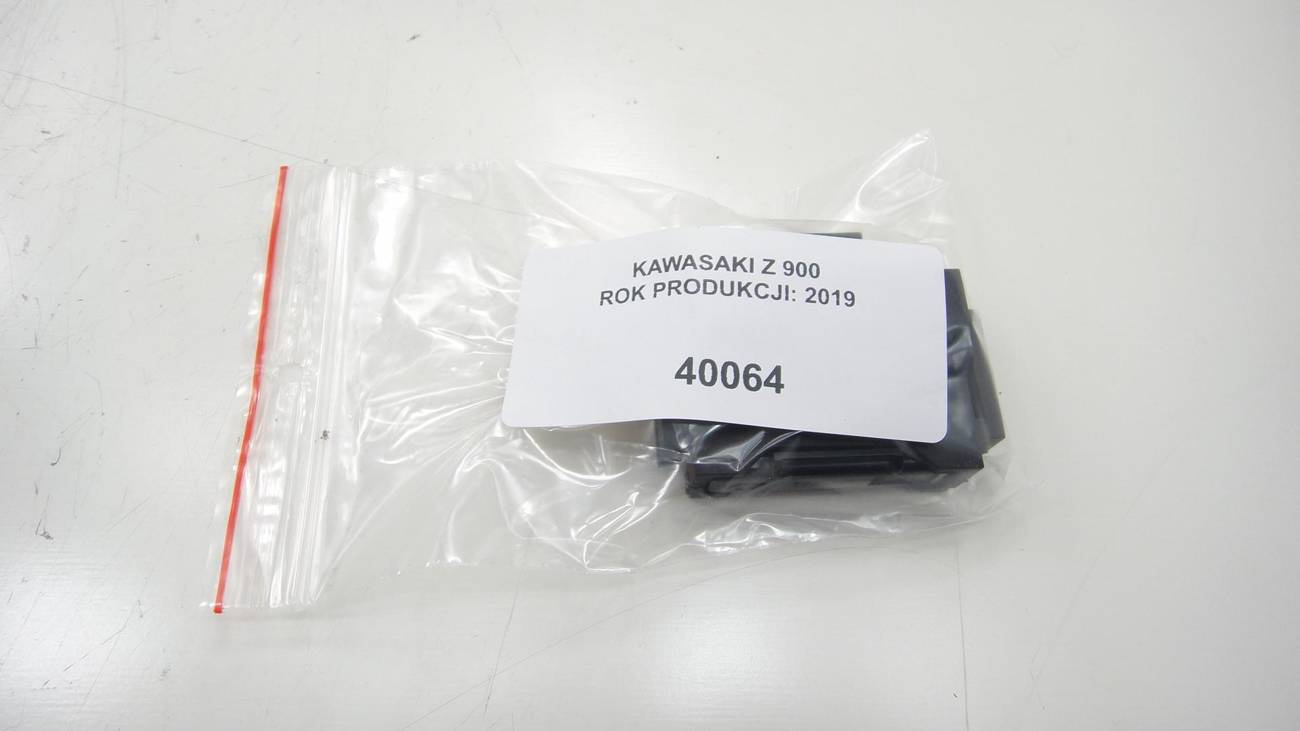 KAWASAKI Z 900
ROK PRODUKCJI: 2019
40064